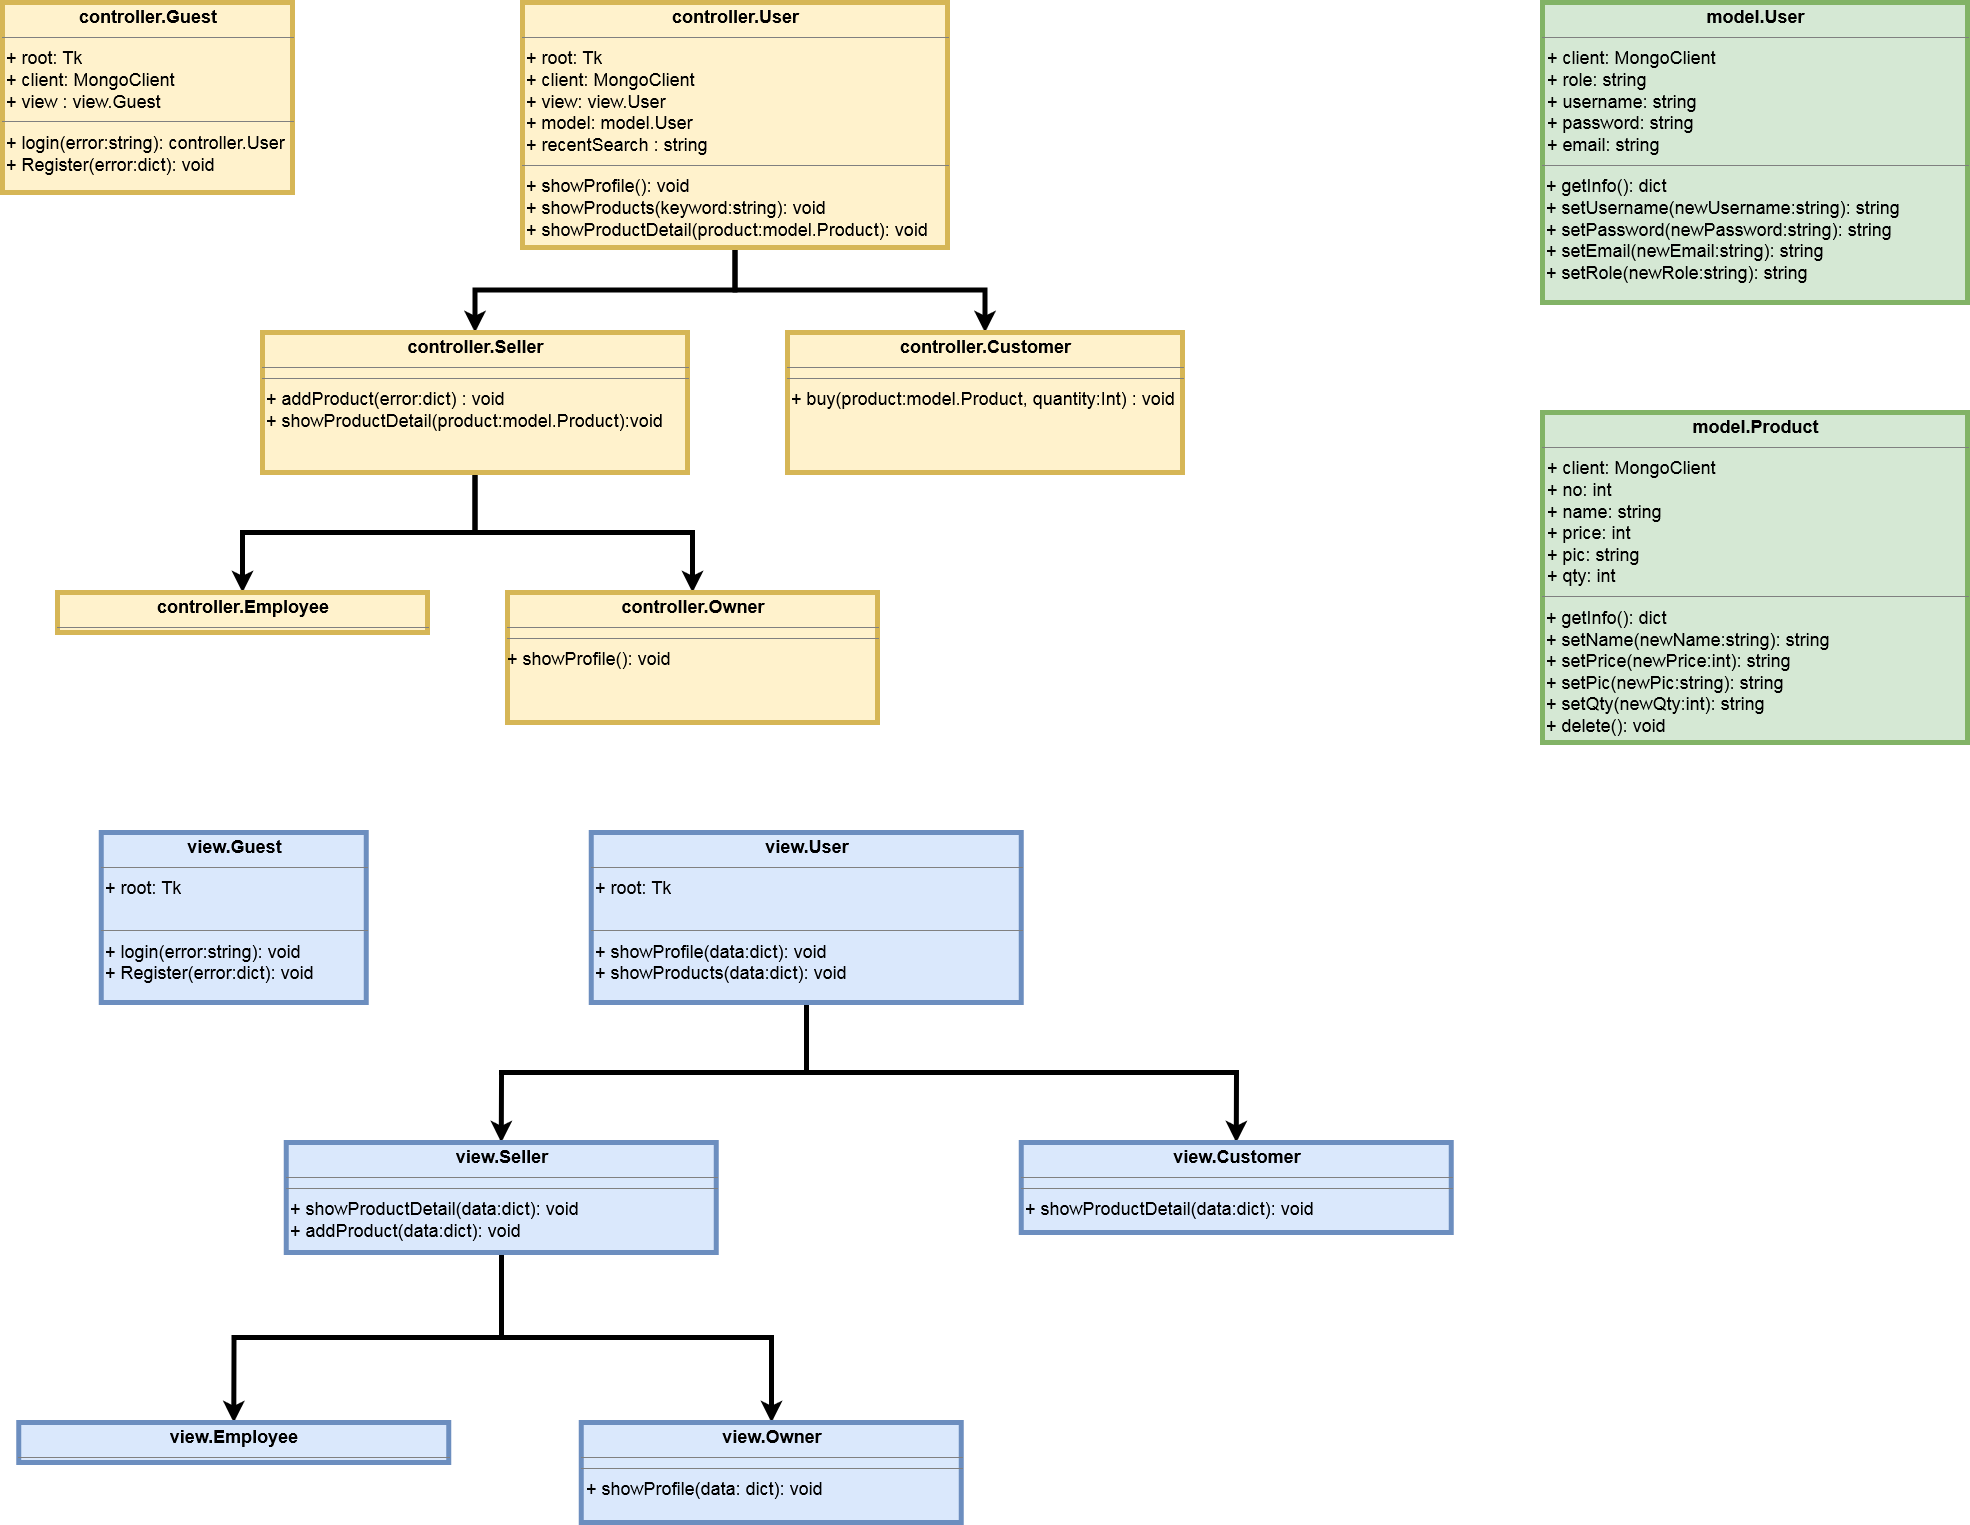 controller.Guest
+ root: Tk
+ client: MongoClient
+ view : view.Guest
+ login(error:string): controller.User
+ Register(error:dict): void
controller.User
+ root: Tk
+ client: MongoClient
+ view: view.User
+ model: model.User
+ recentSearch : string
+ showProfile(): void
+ showProducts(keyword:string): void
+ showProductDetail(product:model.Product): void
model.User
+ client: MongoClient
+ role: string
+ username: string
+ password: string
+ email: string
+ getInfo(): dict
+ setUsername(newUsername:string): string
+ setPassword(newPassword:string): string
+ setEmail(newEmail:string): string
+ setRole(newRole:string): string
controller.Seller
+ addProduct(error:dict) : void
+ showProductDetail(product:model.Product):void
controller.Customer
+ buy(product:model.Product, quantity:Int) : void
model.Product
+ client: MongoClient
+ no: int
+ name: string
+ price: int
+ pic: string
+ qty: int
+ getInfo(): dict
+ setName(newName:string): string
+ setPrice(newPrice:int): string
+ setPic(newPic:string): string
+ setQty(newQty:int): string
+ delete(): void
controller.Employee
controller.Owner
+ showProfile(): void
view.Guest
+ root: Tk
+ login(error:string): void
+ Register(error:dict): void
view.User
+ root: Tk
+ showProfile(data:dict): void
+ showProducts(data:dict): void
view.Seller
+ showProductDetail(data:dict): void
+ addProduct(data:dict): void
view.Customer
+ showProductDetail(data:dict): void
view.Employee
view.Owner
+ showProfile(data: dict): void